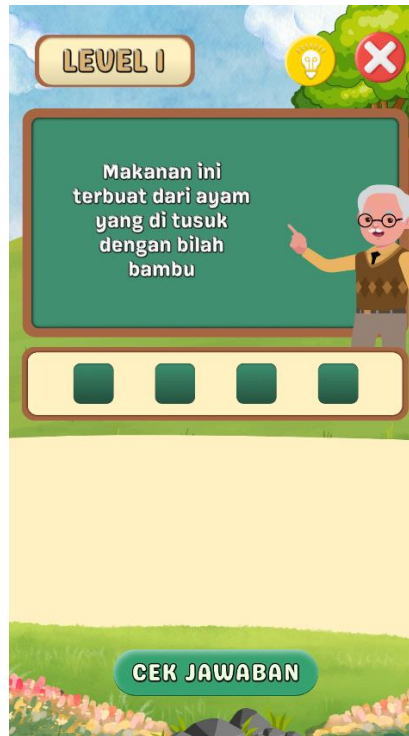 LEVEL 1
Makanan ini
terbuat dari ayam
yang di tusuk
dengan bilah
bambu
CEK JAWABAN